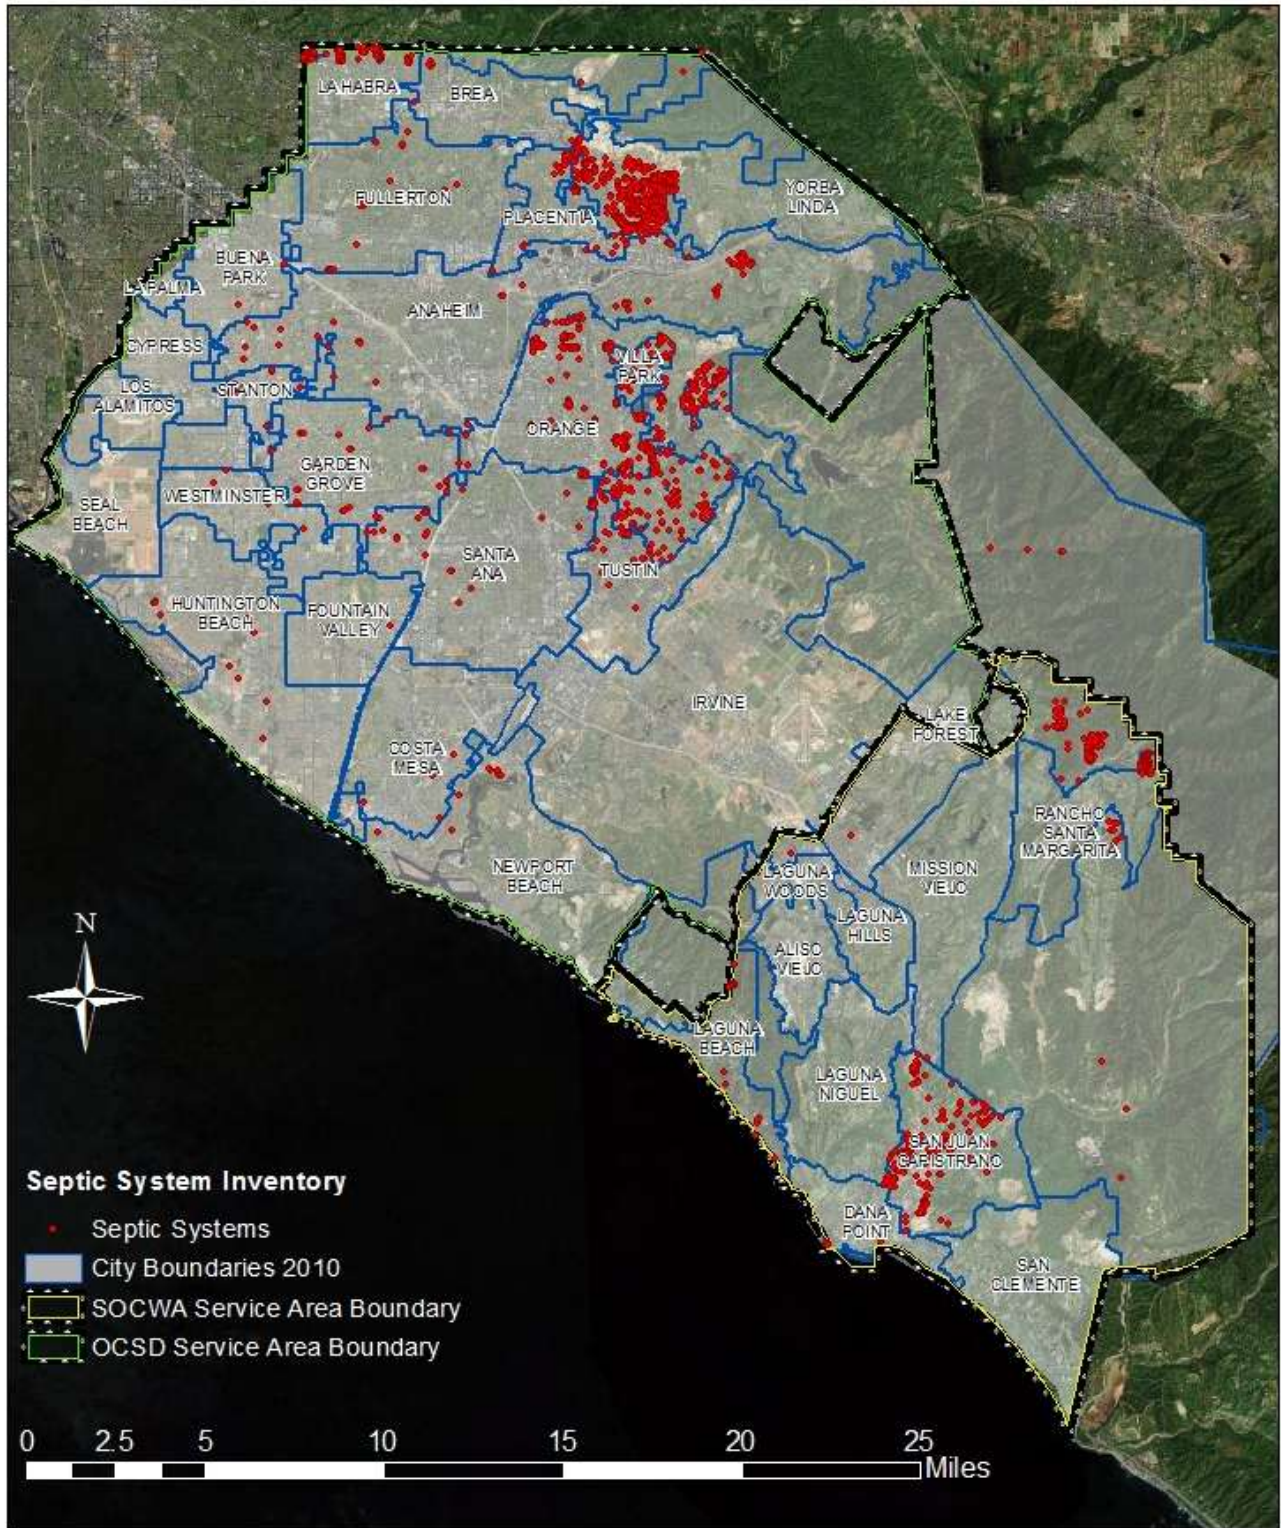 LA HABRA
BREA
YORBA
LINDA
FULLERTON
PLACENTIA
BUENA
PARK
LA PALMA
ANAHEIM
CYPRESS
VILLA
PARK
LOS
ALAMITOS
STANTON
ORANGE
GARDEN
GROVE
WESTMINSTER
SEAL
BEACH
SANTA
ANA
TUSTIN
HUNTINGTON
BEACH
FOUNTAIN
VALLEY
IRVINE
LAKE
FOREST
COSTA
MESA
RANCHO
SANTA
MARGARITA
NEWPORT
BEACH
LAGUNA
WOODS
MISSION
VIEJO
LAGUNA
HILLS
ALISO
VIEJO
N
LAGUNA
BEACH
LAGUNA
NIGUEL
SAN JUAN
CAPISTRANO
DANA
POINT
SAN
CLEMENTE
Septic System Inventory
Septic Systems
City Boundaries 2010
SOCWA Service Area Boundary
OCSD Service Area Boundary
0 2.5 5 10 15 20 25
Miles